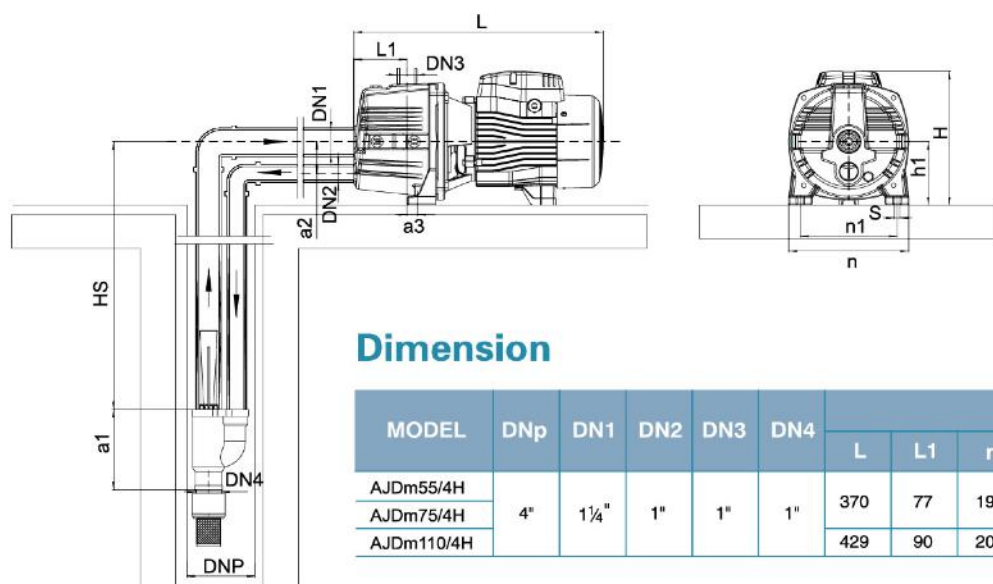 L
L1
DN3
DN1
DN2
a2
a3
HS
a1
DN4
DNP
H
h1
S
n1
n
Dimension
MODEL DNp DN1 DN2 DN3 DN4
L L1
AJDm55/4H
AJDm75/4H
AJDm110/4H
4" 1¼" 1" 1" 1"
370 77
429 90